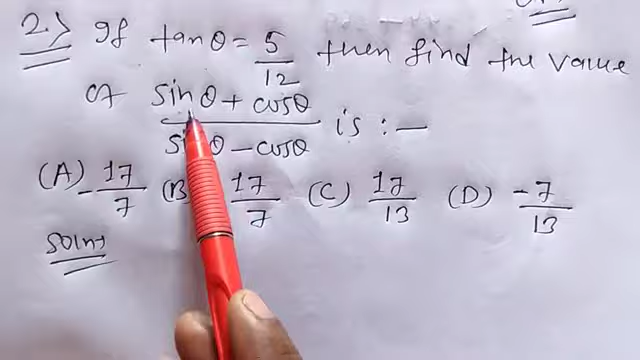 2> If tanθ = 5/12 then find the value
of sinθ + cosθ / sinθ - cosθ is :-
(A) -17/7 (B) 17/7 (C) 17/13 (D) -7/13
Soln: